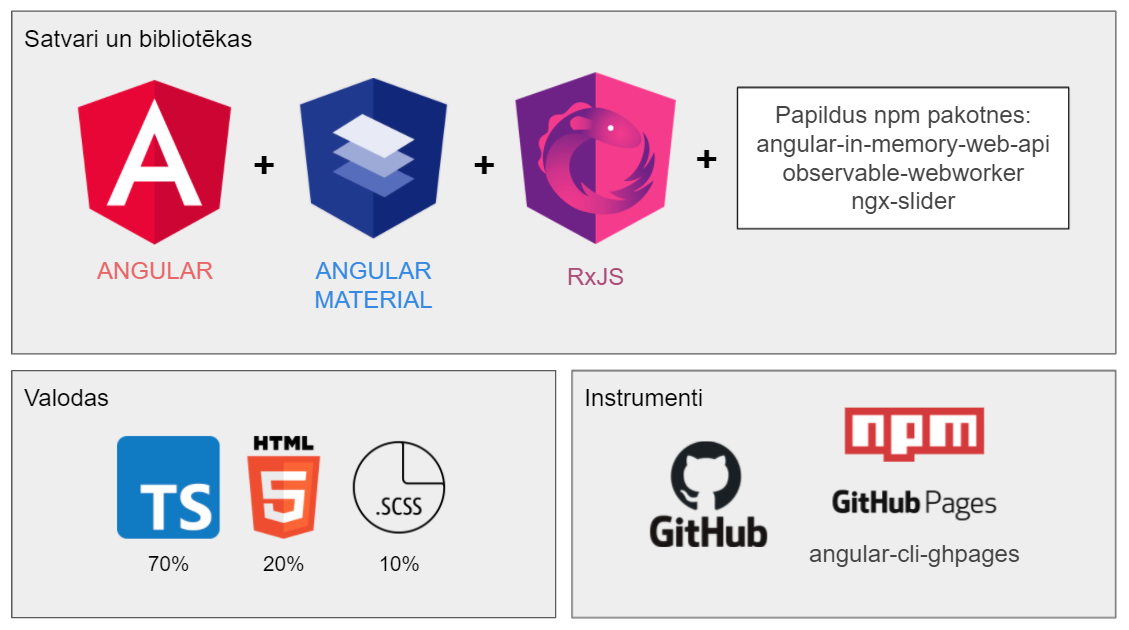 Satvari un bibliotēkas
A
+
+
+
ANGULAR
ANGULAR
MATERIAL
RxJS
Papildus npm pakotnes:
angular-in-memory-web-api
observable-webworker
ngx-slider
Valodas
TS
70%
HTML
5
20%
.SCSS
10%
Instrumenti
GitHub
npm
GitHub Pages
angular-cli-ghpages